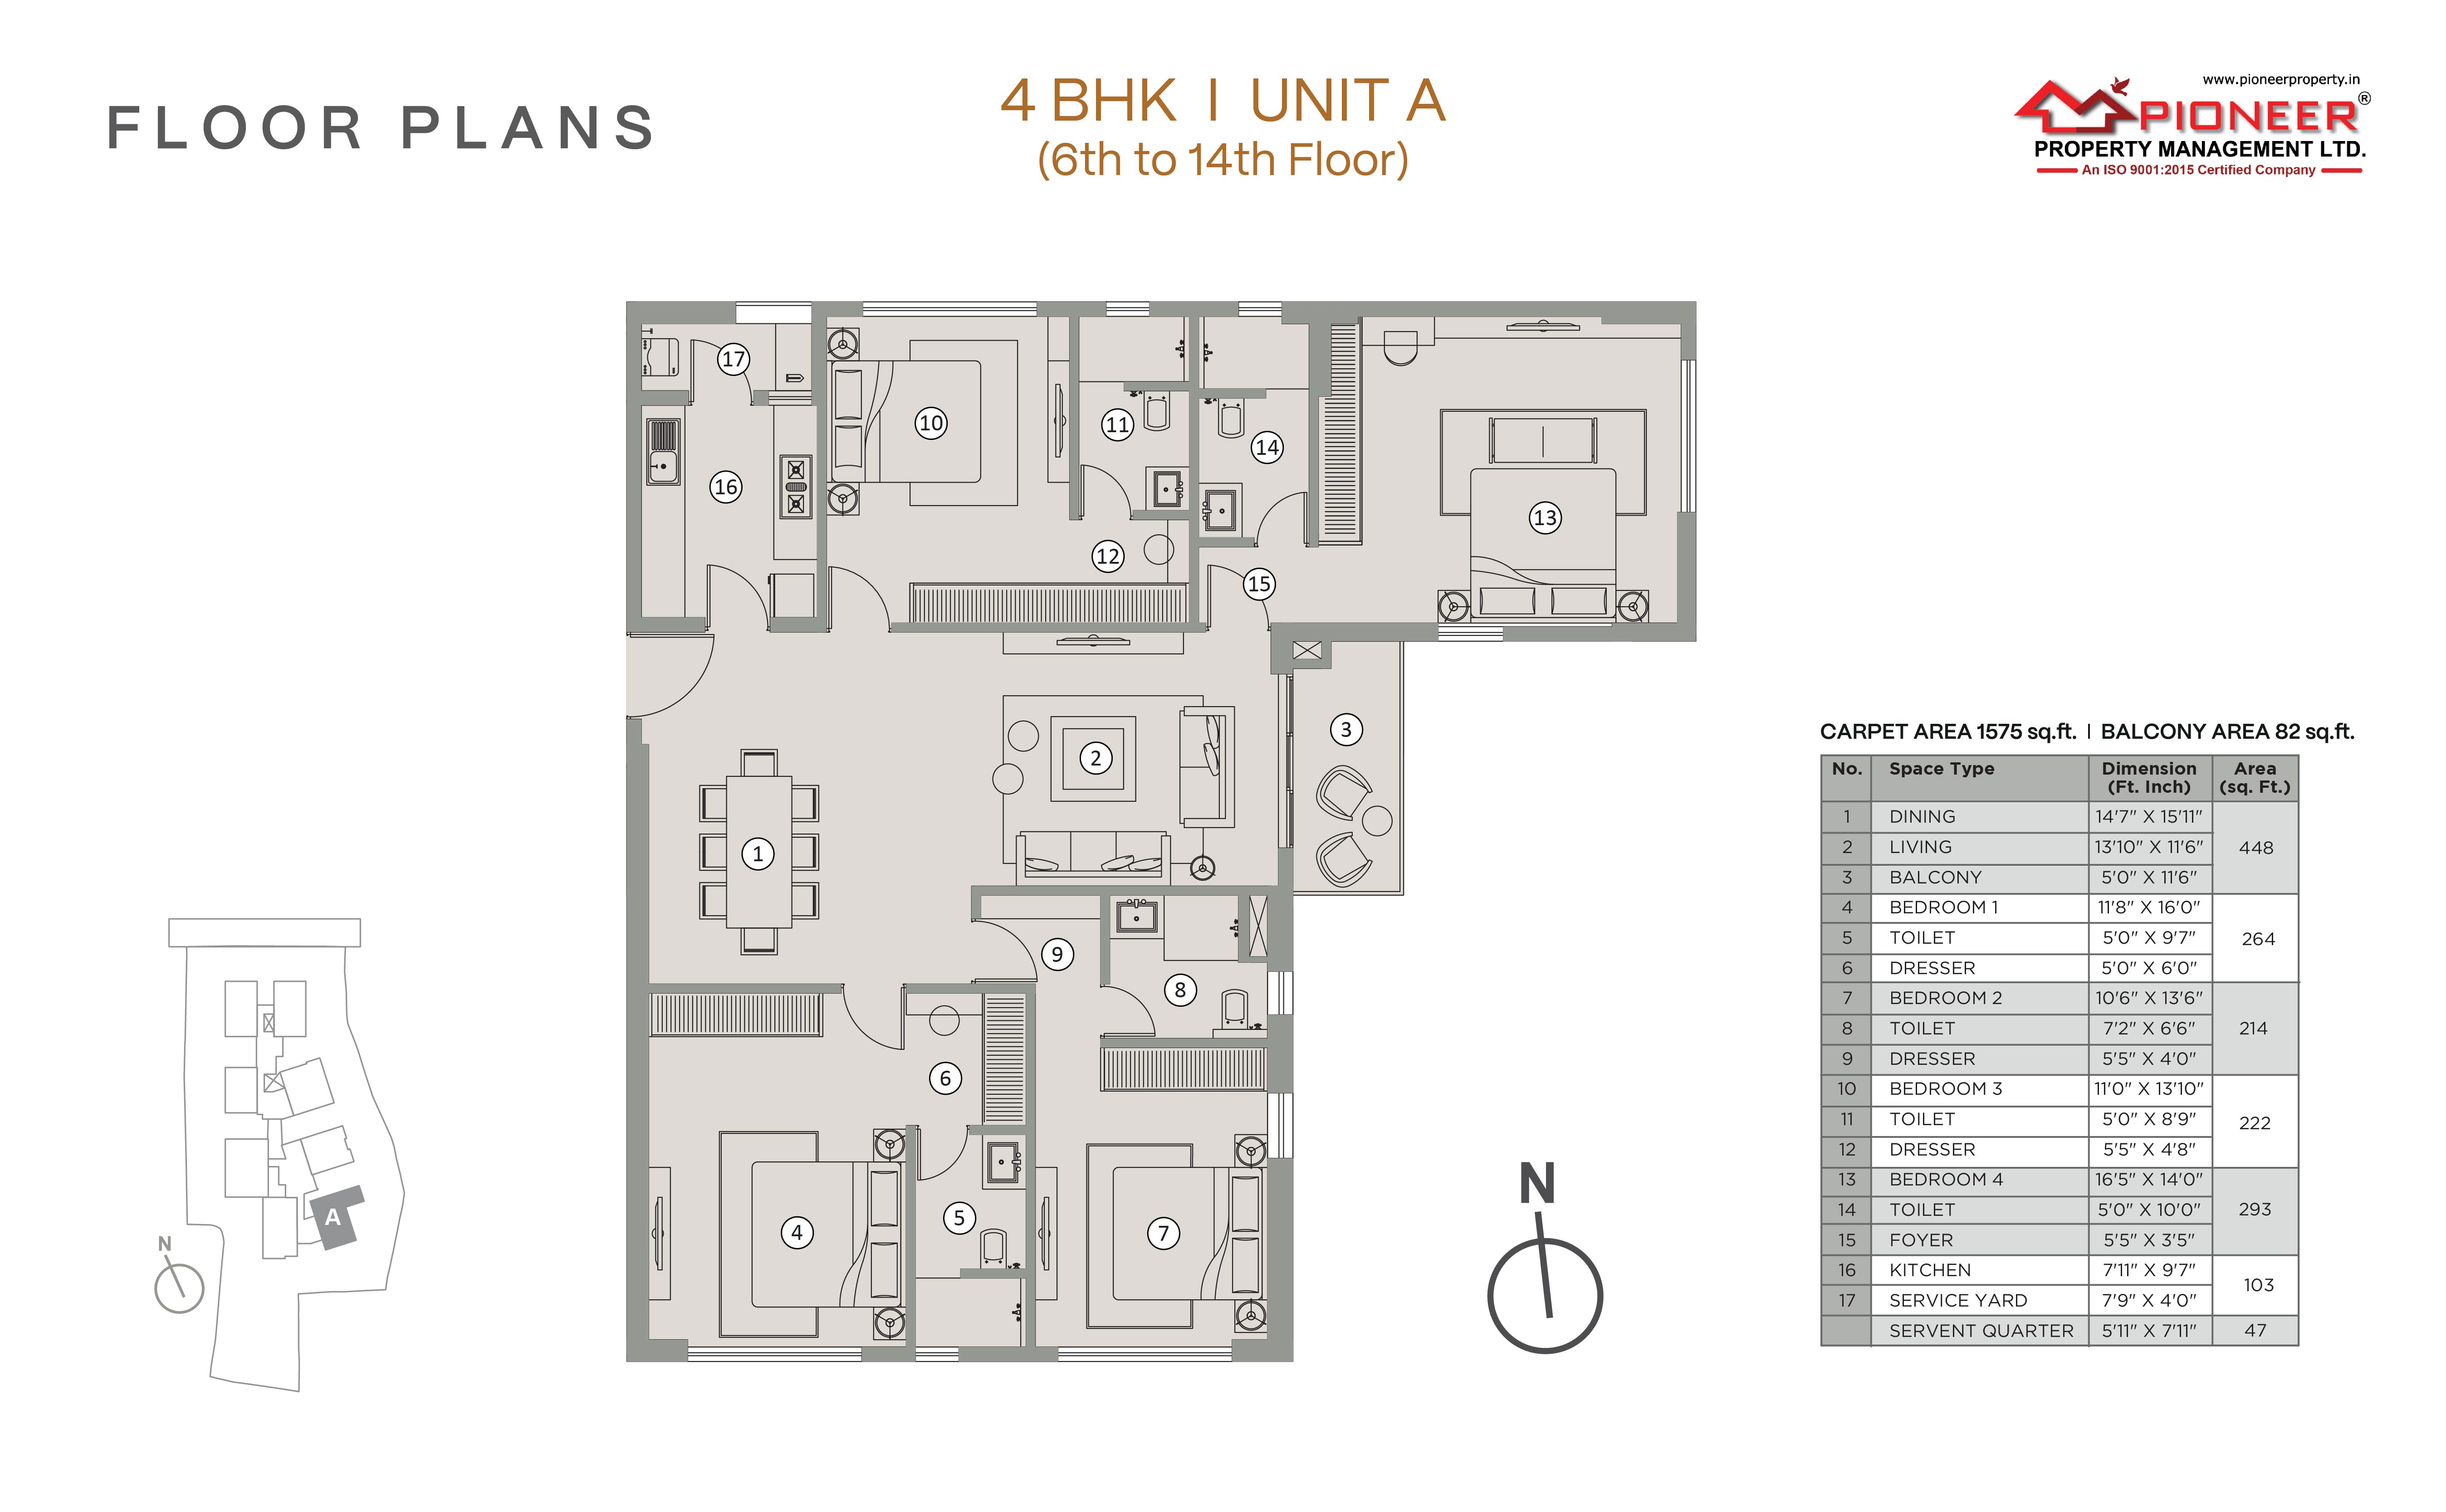 FLOOR PLANS
4 BHK | UNIT A
(6th to 14th Floor)
www.pioneerproperty.in
PIONEER®
PROPERTY MANAGEMENT LTD.
An ISO 9001:2015 Certified Company
17
10
11
14
16
13
12
15
3
2
1
9
8
6
5
4
7
A
N
N
CARPET AREA 1575 sq.ft. | BALCONY AREA 82 sq.ft.
No. Space Type Dimension (Ft. Inch) Area (sq. Ft.)
1 DINING 14'7" X 15'11"
2 LIVING 13'10" X 11'6" 448
3 BALCONY 5'0" X 11'6"
4 BEDROOM 1 11'8" X 16'0"
5 TOILET 5'0" X 9'7" 264
6 DRESSER 5'0" X 6'0"
7 BEDROOM 2 10'6" X 13'6"
8 TOILET 7'2" X 6'6" 214
9 DRESSER 5'5" X 4'0"
10 BEDROOM 3 11'0" X 13'10"
11 TOILET 5'0" X 8'9" 222
12 DRESSER 5'5" X 4'8"
13 BEDROOM 4 16'5" X 14'0"
14 TOILET 5'0" X 10'0" 293
15 FOYER 5'5" X 3'5"
16 KITCHEN 7'11" X 9'7" 103
17 SERVICE YARD 7'9" X 4'0"
SERVENT QUARTER 5'11" X 7'11" 47